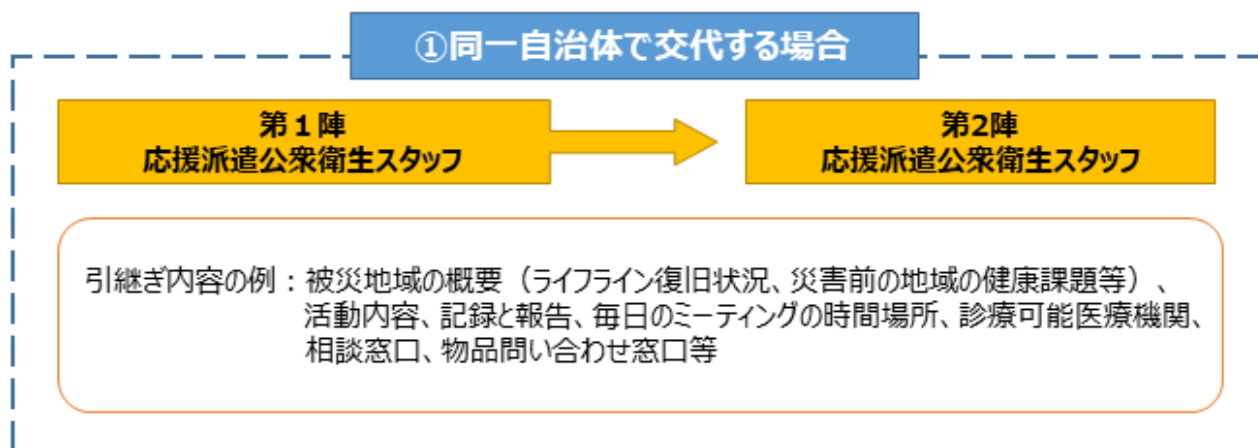 ①同一自治体で交代する場合
第１陣
応援派遣公衆衛生スタッフ
第2陣
応援派遣公衆衛生スタッフ
引継ぎ内容の例：被災地域の概要（ライフライン復旧状況、災害前の地域の健康課題等）、
活動内容、記録と報告、毎日のミーティングの時間場所、診療可能医療機関、
相談窓口、物品問い合わせ窓口等